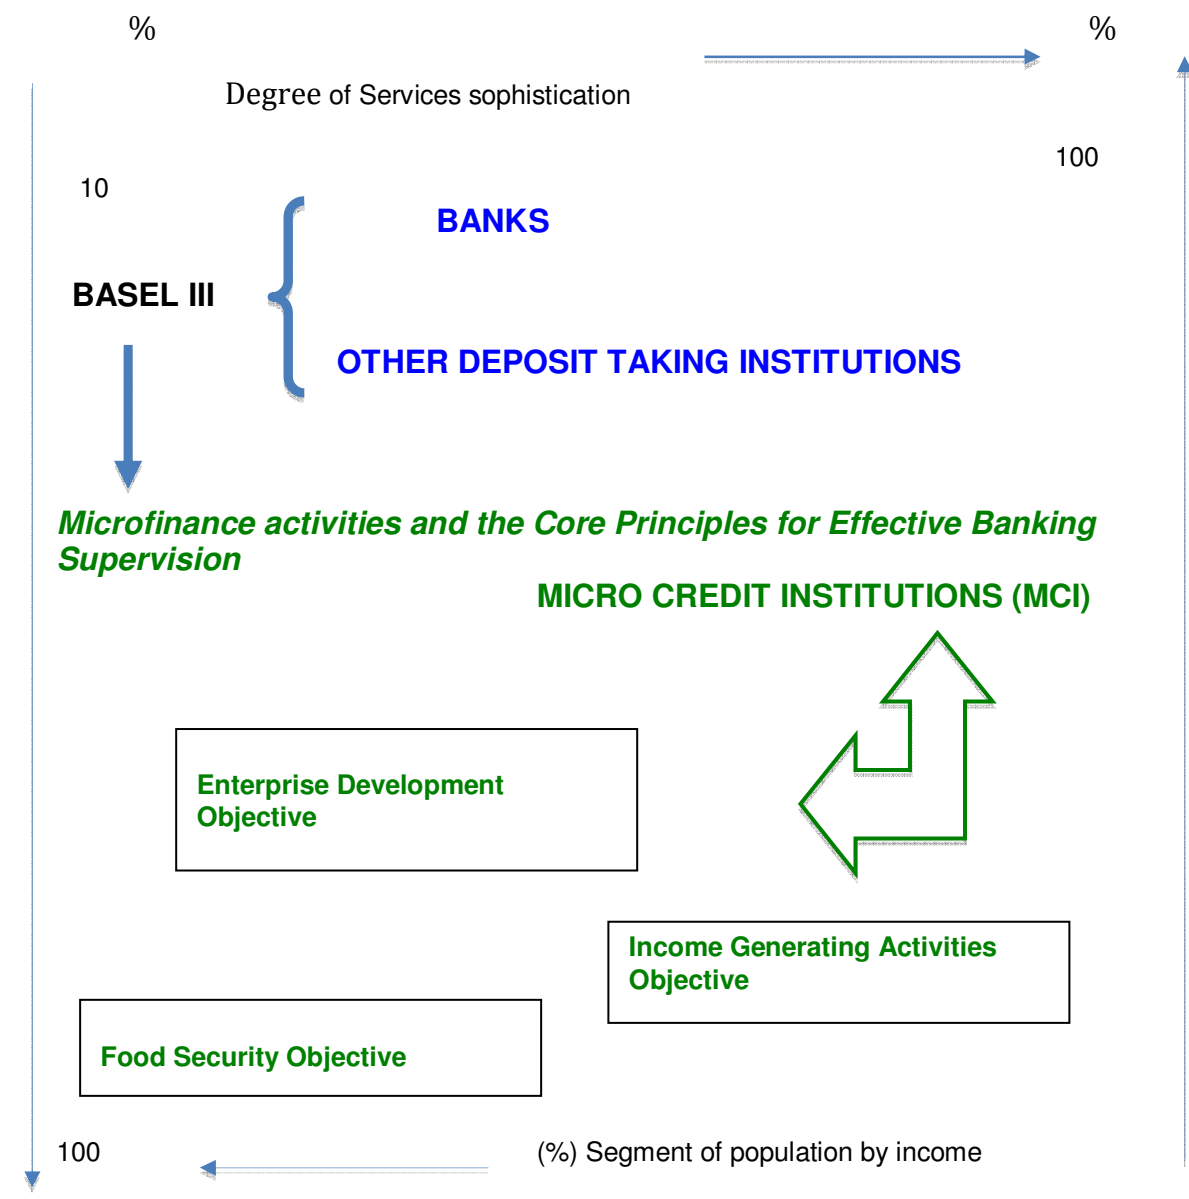 %
%
Degree of Services sophistication
100
10
BANKS
BASEL III
OTHER DEPOSIT TAKING INSTITUTIONS
Microfinance activities and the Core Principles for Effective Banking
Supervision
MICRO CREDIT INSTITUTIONS (MCI)
Enterprise Development
Objective
Income Generating Activities
Objective
Food Security Objective
100
(%) Segment of population by income